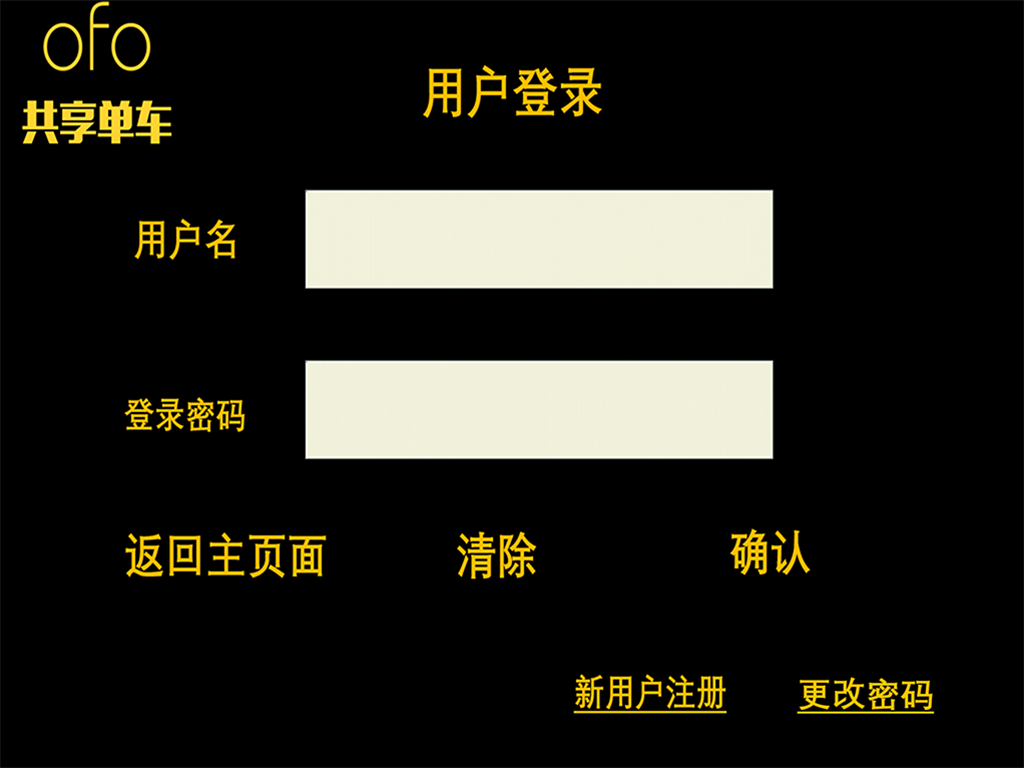 ofo
共享单车
用户登录
用户名
登录密码
返回主页面 清除 确认
新用户注册 更改密码